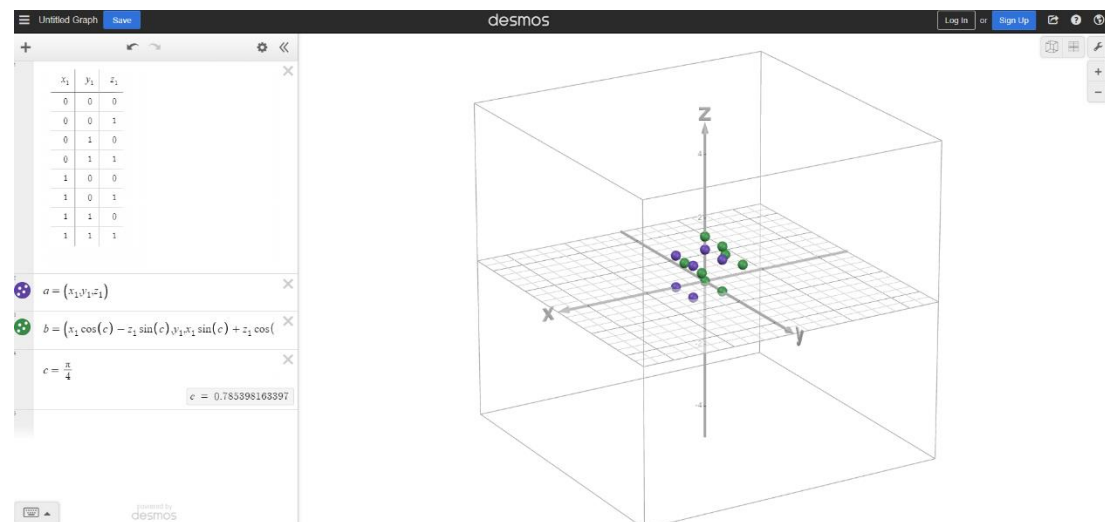 Untitled Graph Save desmos Log In or Sign Up
x₁ y₁ z₁
0 0 0
0 0 1
0 1 0
0 1 1
1 0 0
1 0 1
1 1 0
1 1 1
a = (x₁,y₁,z₁)
b = (x₁ cos(c) − z₁ sin(c),y₁,x₁ sin(c) + z₁ cos(
c = π/4
c = 0.785398163397
powered by
desmos
z
4
2
x
y
-4